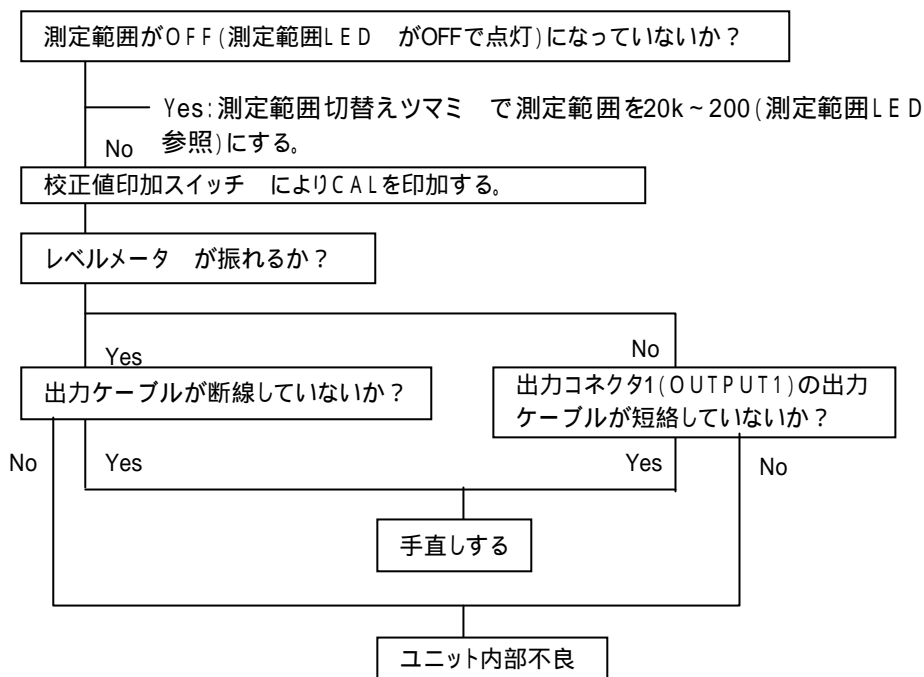 測定範囲がOFF(測定範囲LED がOFFで点灯)になっていないか?
Yes:測定範囲切替えツマミ で測定範囲を20k~200(測定範囲LED
参照)にする。
No
校正値印加スイッチ によりCALを印加する。
レベルメータ が振れるか?
Yes
No
出力ケーブルが断線していないか?
出力コネクタ1(OUTPUT1)の出力
ケーブルが短絡していないか?
No
Yes
Yes
No
手直しする
ユニット内部不良